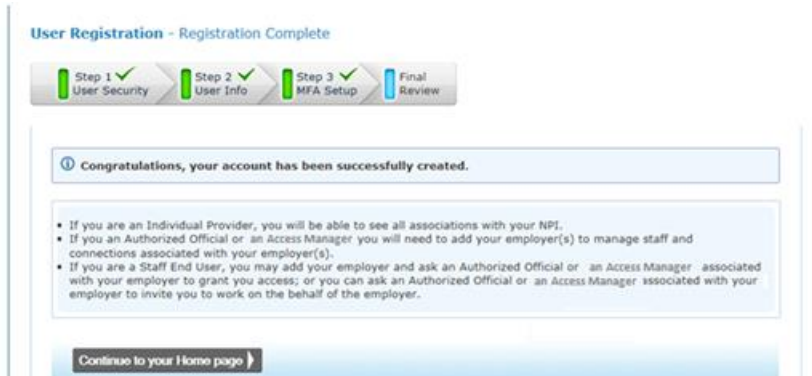 User Registration - Registration Complete
Step 1 Step 2 Step 3 Final
User Security User Info MFA Setup Review
Congratulations, your account has been successfully created.
• If you are an Individual Provider, you will be able to see all associations with your NPI.
• If you an Authorized Official or an Access Manager you will need to add your employer(s) to manage staff and
connections associated with your employer(s).
• If you are a Staff End User, you may add your employer and ask an Authorized Official or an Access Manager associated
with your employer to grant you access; or you can ask an Authorized Official or an Access Manager associated with your
employer to invite you to work on the behalf of the employer.
Continue to your Home page